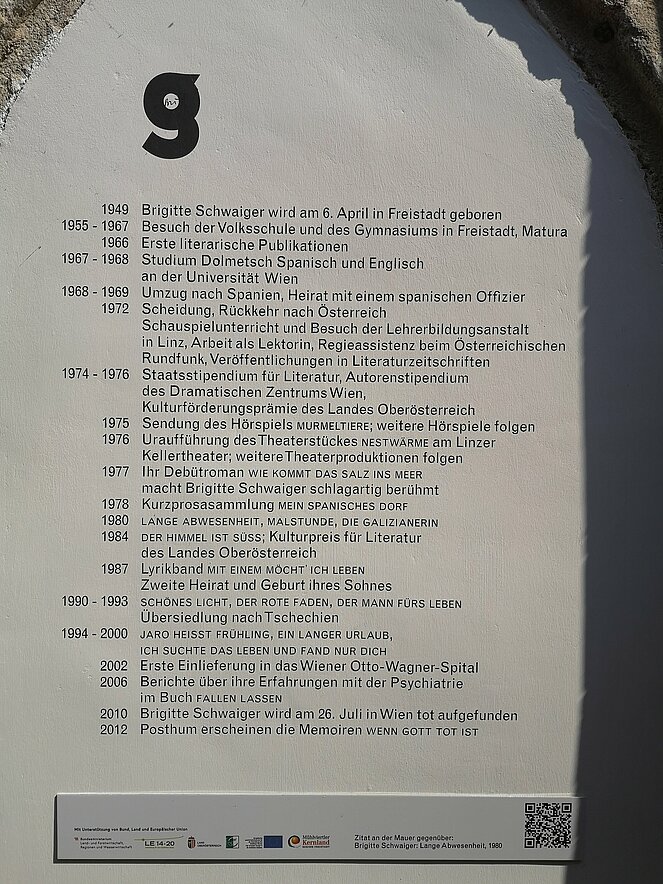 g
1949 Brigitte Schwaiger wird am 6. April in Freistadt geboren
1955 - 1967 Besuch der Volksschule und des Gymnasiums in Freistadt, Matura
1966 Erste literarische Publikationen
1967 - 1968 Studium Dolmetsch Spanisch und Englisch
an der Universität Wien
1968 - 1969 Umzug nach Spanien, Heirat mit einem spanischen Offizier
1972 Scheidung, Rückkehr nach Österreich
Schauspielunterricht und Besuch der Lehrerbildungsanstalt
in Linz, Arbeit als Lektorin, Regieassistenz beim Österreichischen
Rundfunk, Veröffentlichungen in Literaturzeitschriften
1974 - 1976 Staatsstipendium für Literatur, Autorenstipendium
des Dramatischen Zentrums Wien,
Kulturförderungsprämie des Landes Oberösterreich
1975 Sendung des Hörspiels MURMELTIERE; weitere Hörspiele folgen
1976 Uraufführung des Theaterstückes NESTWÄRME am Linzer
Kellertheater; weitere Theaterproduktionen folgen
1977 Ihr Debütroman WIE KOMMT DAS SALZ INS MEER
macht Brigitte Schwaiger schlagartig berühmt
1978 Kurzprosasammlung MEIN SPANISCHES DORF
1980 LANGE ABWESENHEIT, MALSTUNDE, DIE GALIZIANERIN
1984 DER HIMMEL IST SÜSS; Kulturpreis für Literatur
des Landes Oberösterreich
1987 Lyrikband MIT EINEM MÖCHT' ICH LEBEN
Zweite Heirat und Geburt ihres Sohnes
1990 - 1993 SCHÖNES LICHT, DER ROTE FADEN, DER MANN FÜRS LEBEN
Übersiedlung nach Tschechien
1994 - 2000 JARO HEISST FRÜHLING, EIN LANGER URLAUB,
ICH SUCHTE DAS LEBEN UND FAND NUR DICH
2002 Erste Einlieferung in das Wiener Otto-Wagner-Spital
2006 Berichte über ihre Erfahrungen mit der Psychiatrie
im Buch FALLEN LASSEN
2010 Brigitte Schwaiger wird am 26. Juli in Wien tot aufgefunden
2012 Posthum erscheinen die Memoiren WENN GOTT TOT IST
Mit Unterstützung von Bund, Land und Europäischer Union
Bundesministerium
Land- und Forstwirtschaft,
Regionen und Wasserwirtschaft
LE 14-20
LAND
OBERÖSTERREICH
Mühlviertler
Kernland
Zitat an der Mauer gegenüber:
Brigitte Schwaiger: Lange Abwesenheit, 1980